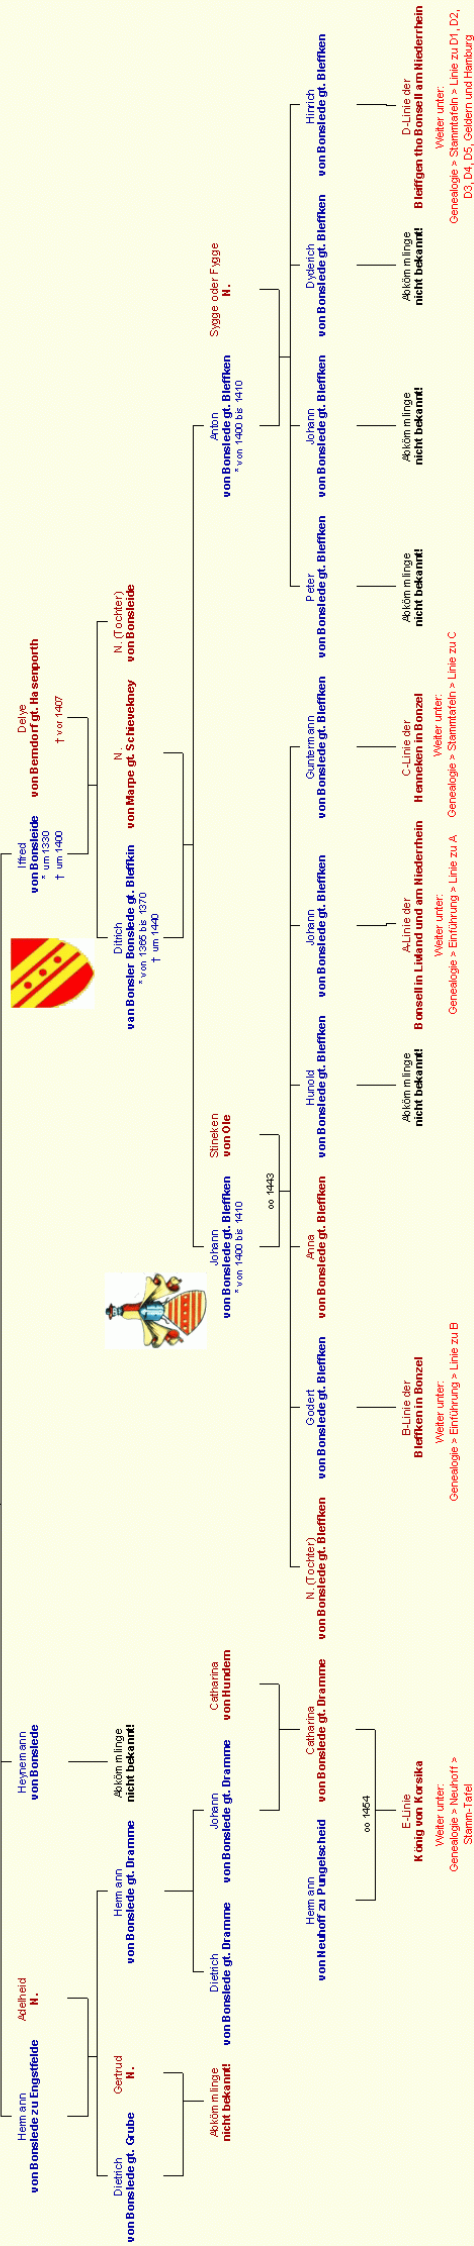 Hermann
von Bonslede zu Engstfelde
Adelheid
N.
Heynemann
von Bonslede
Iffred
von Bonsleide
* um 1330
† um 1400
Delve
von Berndorf gt. Hasenporth
† vor 1407
Dietrich
von Bonslede gt. Grube
Gertrud
N.
Hermann
von Bonslede gt. Dramme
Abkömmlinge
nicht bekannt!
Ditrich
van Bonsler Bonslede gt. Bleffkin
* von 1365 bis 1370
† um 1440
N.
von Marpe gt. Schievekney
N. (Tochter)
von Bonsleide
Abkömmlinge
nicht bekannt!
Dietrich
von Bonslede gt. Dramme
Johann
von Bonslede gt. Dramme
Catharina
von Hundem
Johann
von Bonslede gt. Bleffken
* von 1400 bis 1410
Stineken
von Ole
Anton
von Bonslede gt. Bleffken
* von 1400 bis 1410
Sygge oder Fygge
N.
oo 1443
Hermann
von Neuhoff zu Pungelscheid
Catharina
von Bonslede gt. Dramme
N. (Tochter)
von Bonslede gt. Bleffken
Godert
von Bonslede gt. Bleffken
Anna
von Bonslede gt. Bleffken
Hunold
von Bonslede gt. Bleffken
Johann
von Bonslede gt. Bleffken
Guntermann
von Bonslede gt. Bleffken
Peter
von Bonslede gt. Bleffken
Johann
von Bonslede gt. Bleffken
Dyderich
von Bonslede gt. Bleffken
Hinrich
von Bonslede gt. Bleffken
oo 1454
E-Linie
König von Korsika
Weiter unter:
Genealogie > Neuhoff >
Stamm-Tafel
B-Linie der
Bleffken in Bonzel
Weiter unter:
Genealogie > Einführung > Linie zu B
Abkömmlinge
nicht bekannt!
A-Linie der
Bonsell in Livland und am Niederrhein
Weiter unter:
Genealogie > Einführung > Linie zu A
C-Linie der
Henneken in Bonzel
Weiter unter:
Genealogie > Stammtafeln > Linie zu C
Abkömmlinge
nicht bekannt!
Abkömmlinge
nicht bekannt!
Abkömmlinge
nicht bekannt!
D-Linie der
Bleiffgen tho Bonsell am Niederrhein
Weiter unter:
Genealogie > Stammtafeln > Linie zu D1, D2,
D3, D4, D5, Geldern und Hamburg